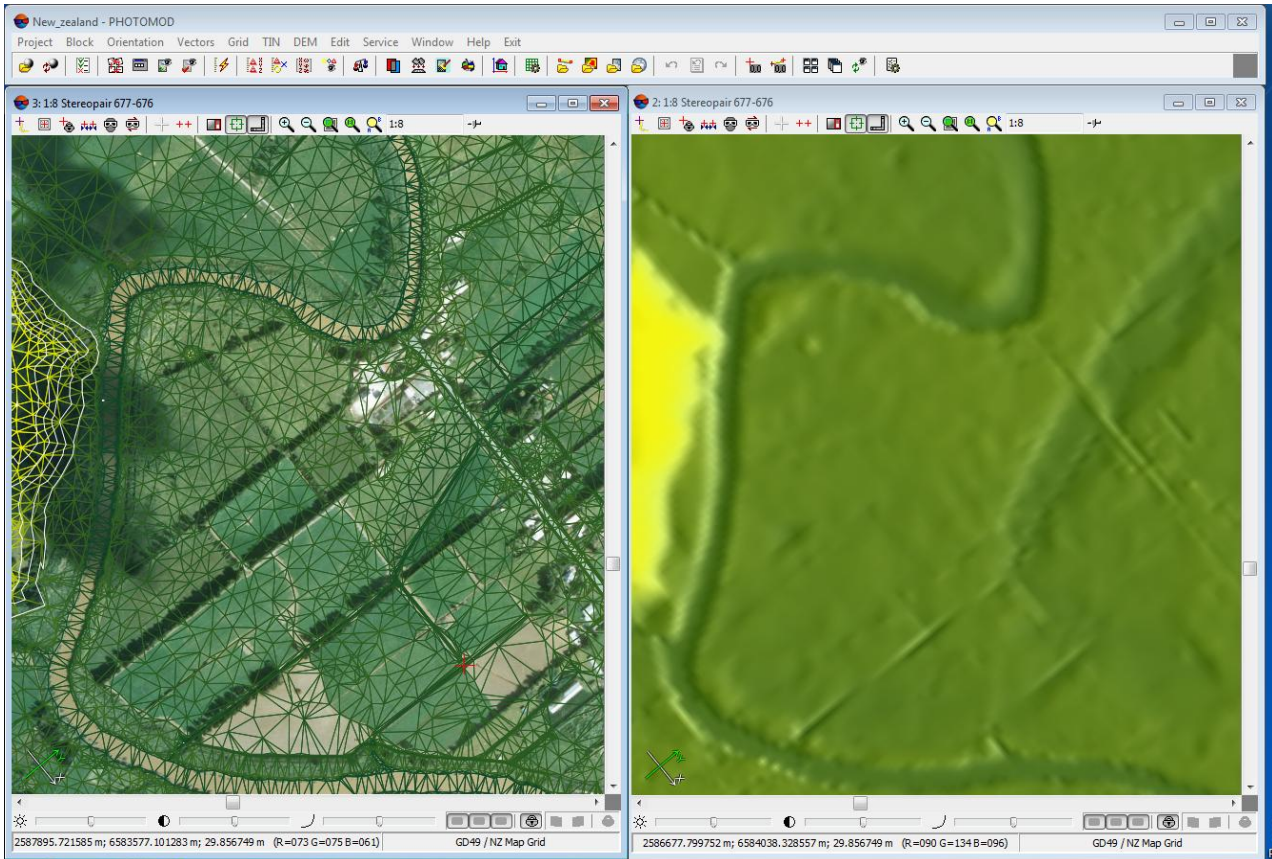 New_zealand - PHOTOMOD
Project Block Orientation Vectors Grid TIN DEM Edit Service Window Help Exit
3: 1:8 Stereopair 677-676
1:8
2587895.721585 m; 6583577.101283 m; 29.856749 m (R=073 G=075 B=061)
GD49 / NZ Map Grid
2: 1:8 Stereopair 677-676
1:8
2586677.799752 m; 6584038.328557 m; 29.856749 m (R=090 G=134 B=096)
GD49 / NZ Map Grid